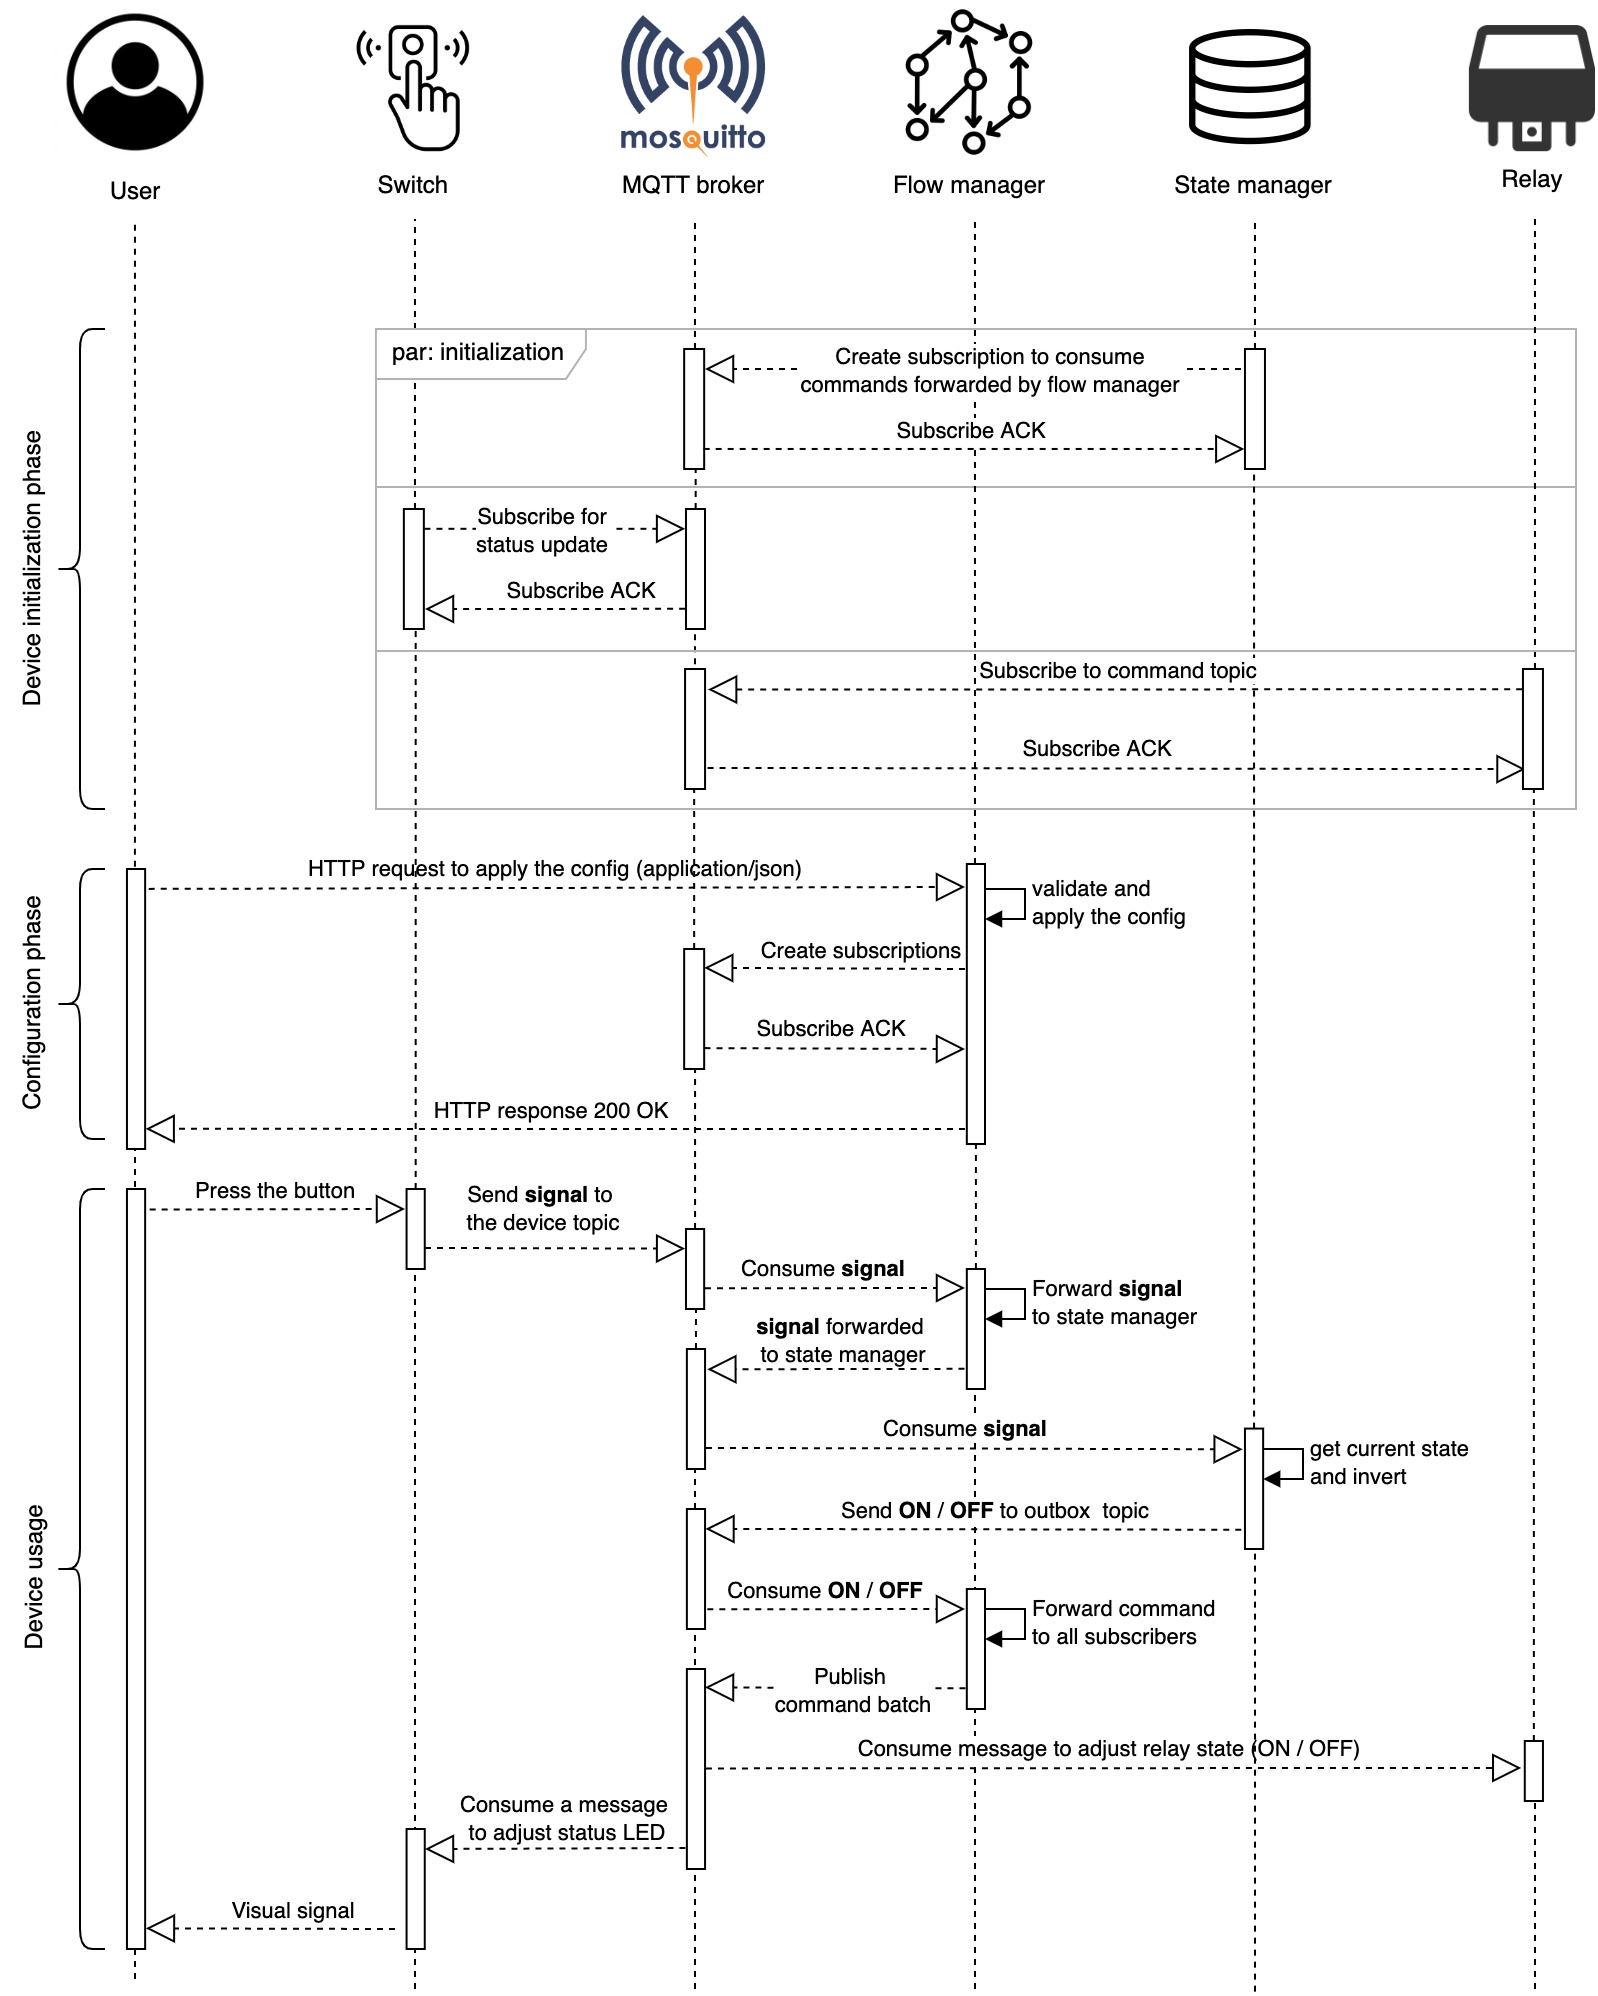 mosquitto
User
Switch
MQTT broker
Flow manager
State manager
Relay
Device initialization phase
par: initialization
Create subscription to consume
commands forwarded by flow manager
Subscribe ACK
Subscribe for
status update
Subscribe ACK
Subscribe to command topic
Subscribe ACK
Configuration phase
HTTP request to apply the config (application/json)
validate and
apply the config
Create subscriptions
Subscribe ACK
HTTP response 200 OK
Device usage
Press the button
Send signal to
the device topic
Consume signal
Forward signal
to state manager
signal forwarded
to state manager
Consume signal
get current state
and invert
Send ON / OFF to outbox topic
Consume ON / OFF
Forward command
to all subscribers
Publish
command batch
Consume message to adjust relay state (ON / OFF)
Consume a message
to adjust status LED
Visual signal